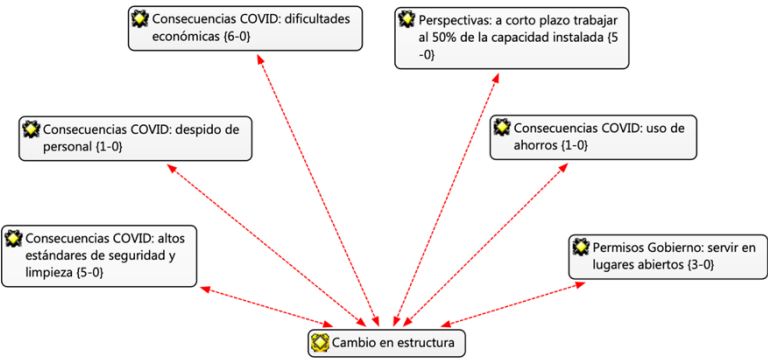 Consecuencias COVID: dificultades
económicas {6-0}
Perspectivas: a corto plazo trabajar
al 50% de la capacidad instalada {5
-0}
Consecuencias COVID: despido de
personal {1-0}
Consecuencias COVID: uso de
ahorros {1-0}
Consecuencias COVID: altos
estándares de seguridad y
limpieza {5-0}
Permisos Gobierno: servir en
lugares abiertos {3-0}
Cambio en estructura